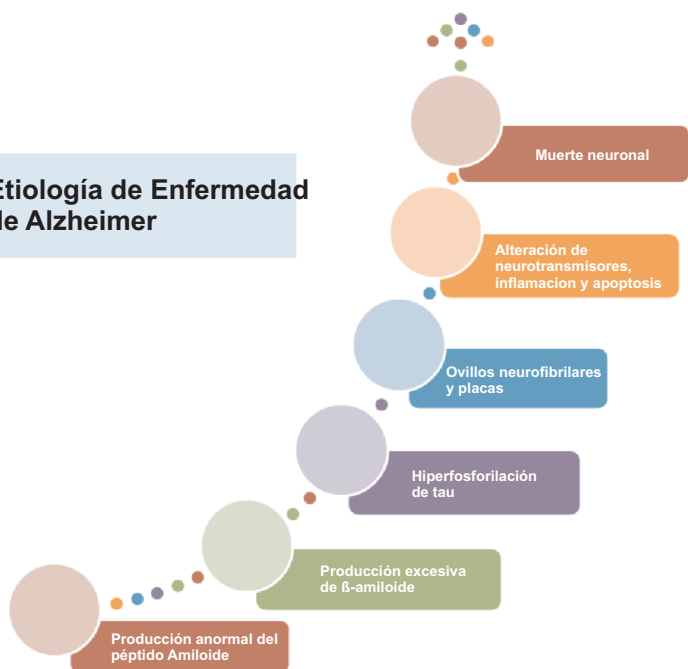 Etiología de Enfermedad
de Alzheimer
Muerte neuronal
Alteración de
neurotransmisores,
inflamacion y apoptosis
Ovillos neurofibrilares
y placas
Hiperfosforilación
de tau
Producción excesiva
de ß-amiloide
Producción anormal del
péptido Amiloide